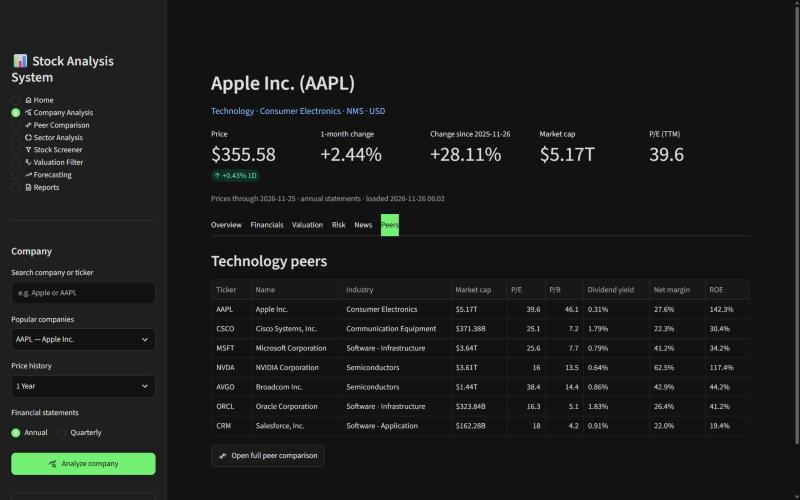 📊 Stock Analysis
System
Home
Company Analysis
Peer Comparison
Sector Analysis
Stock Screener
Valuation Filter
Forecasting
Reports
Company
Search company or ticker
e.g. Apple or AAPL
Popular companies
AAPL — Apple Inc.
Price history
1 Year
Financial statements
Annual Quarterly
Analyze company
Apple Inc. (AAPL)
Technology · Consumer Electronics · NMS · USD
Price 1-month change Change since 2025-11-26 Market cap P/E (TTM)
$355.58 +2.44% +28.11% $5.17T 39.6
↑ +0.43% 1D
Prices through 2026-11-25 · annual statements · loaded 2026-11-26 06:02
Overview Financials Valuation Risk News Peers
Technology peers
Ticker Name Industry Market cap P/E P/B Dividend yield Net margin ROE
AAPL Apple Inc. Consumer Electronics $5.17T 39.6 46.1 0.31% 27.6% 142.3%
CSCO Cisco Systems, Inc. Communication Equipment $371.38B 25.1 7.2 1.79% 22.3% 30.4%
MSFT Microsoft Corporation Software - Infrastructure $3.64T 25.6 7.7 0.79% 41.2% 34.2%
NVDA NVIDIA Corporation Semiconductors $3.61T 16 13.5 0.64% 62.5% 117.4%
AVGO Broadcom Inc. Semiconductors $1.44T 38.4 14.4 0.86% 42.9% 44.2%
ORCL Oracle Corporation Software - Infrastructure $323.84B 16.3 5.1 1.83% 26.4% 41.2%
CRM Salesforce, Inc. Software - Application $162.28B 18 4.2 0.91% 22.0% 19.4%
Open full peer comparison